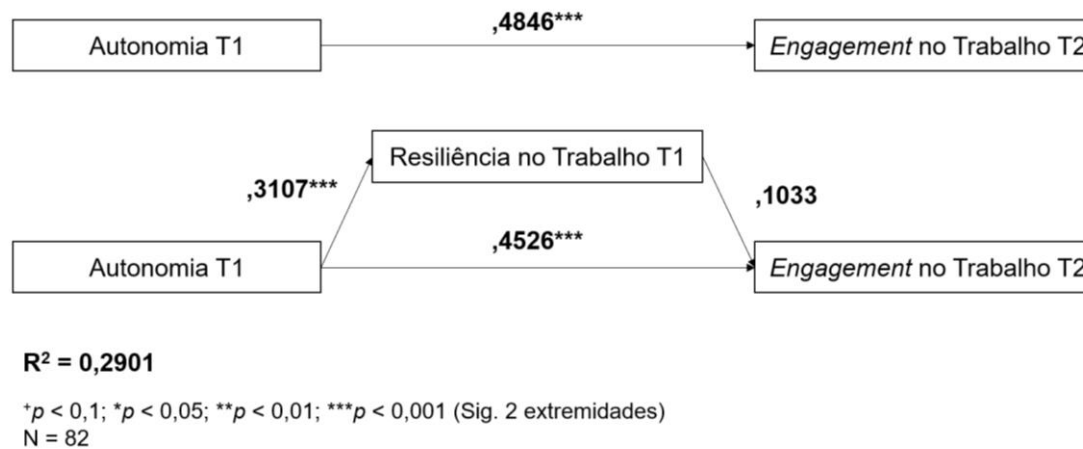 ,4846***
Autonomia T1
Engagement no Trabalho T2
Resiliência no Trabalho T1
,3107***
,1033
,4526***
Autonomia T1
Engagement no Trabalho T2
R² = 0,2901
⁺p < 0,1; *p < 0,05; **p < 0,01; ***p < 0,001 (Sig. 2 extremidades)
N = 82